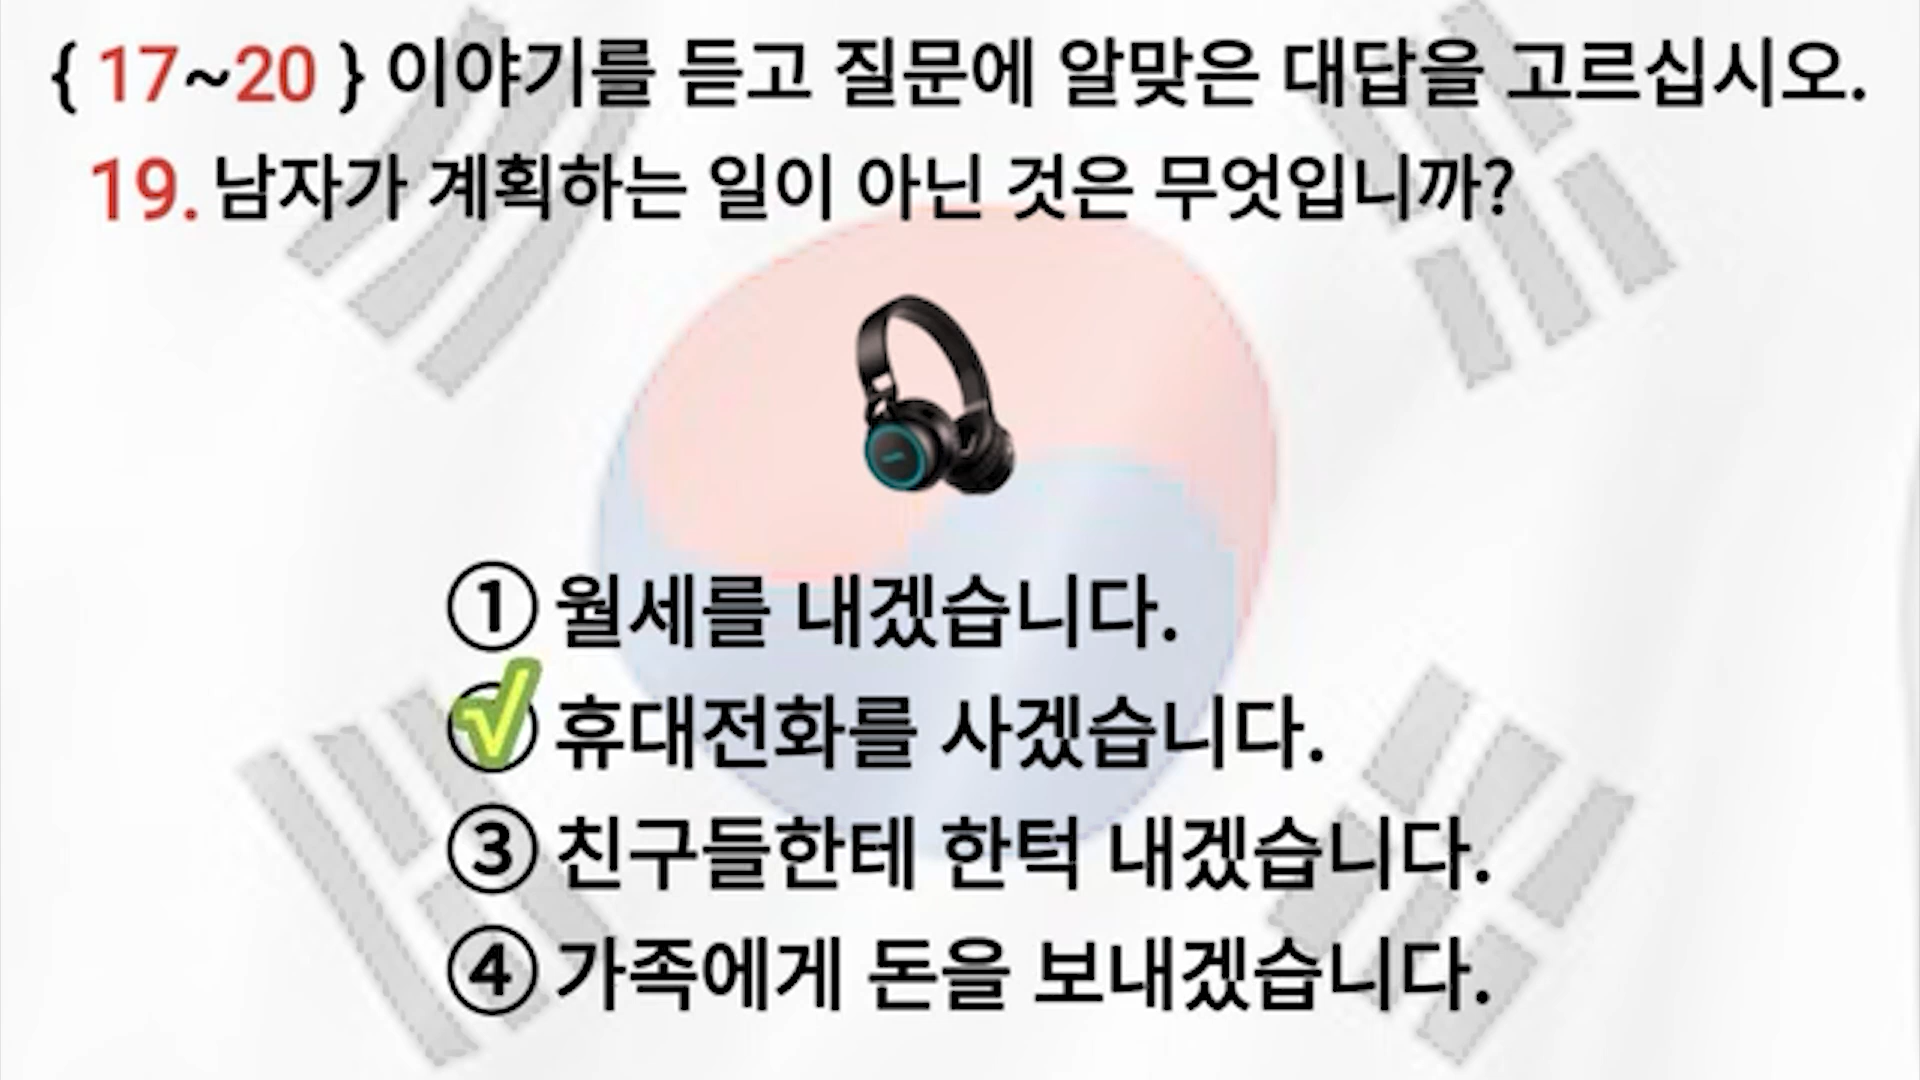 { 17~20 } 이야기를 듣고 질문에 알맞은 대답을 고르십시오.
19. 남자가 계획하는 일이 아닌 것은 무엇입니까?
① 월세를 내겠습니다.
휴대전화를 사겠습니다.
③ 친구들한테 한턱 내겠습니다.
④ 가족에게 돈을 보내겠습니다.